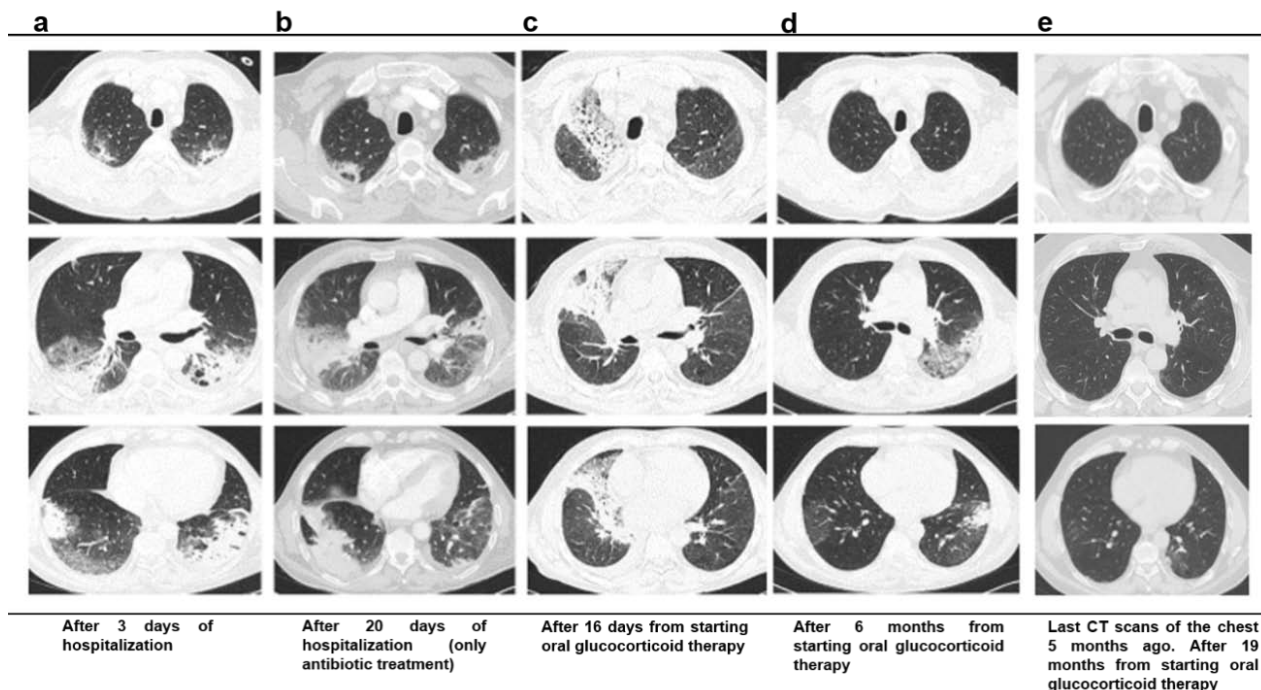 a b c d e
After 3 days of
hospitalization
After 20 days of
hospitalization (only
antibiotic treatment)
After 16 days from starting
oral glucocorticoid therapy
After 6 months from
starting oral glucocorticoid
therapy
Last CT scans of the chest
5 months ago. After 19
months from starting oral
glucocorticoid therapy